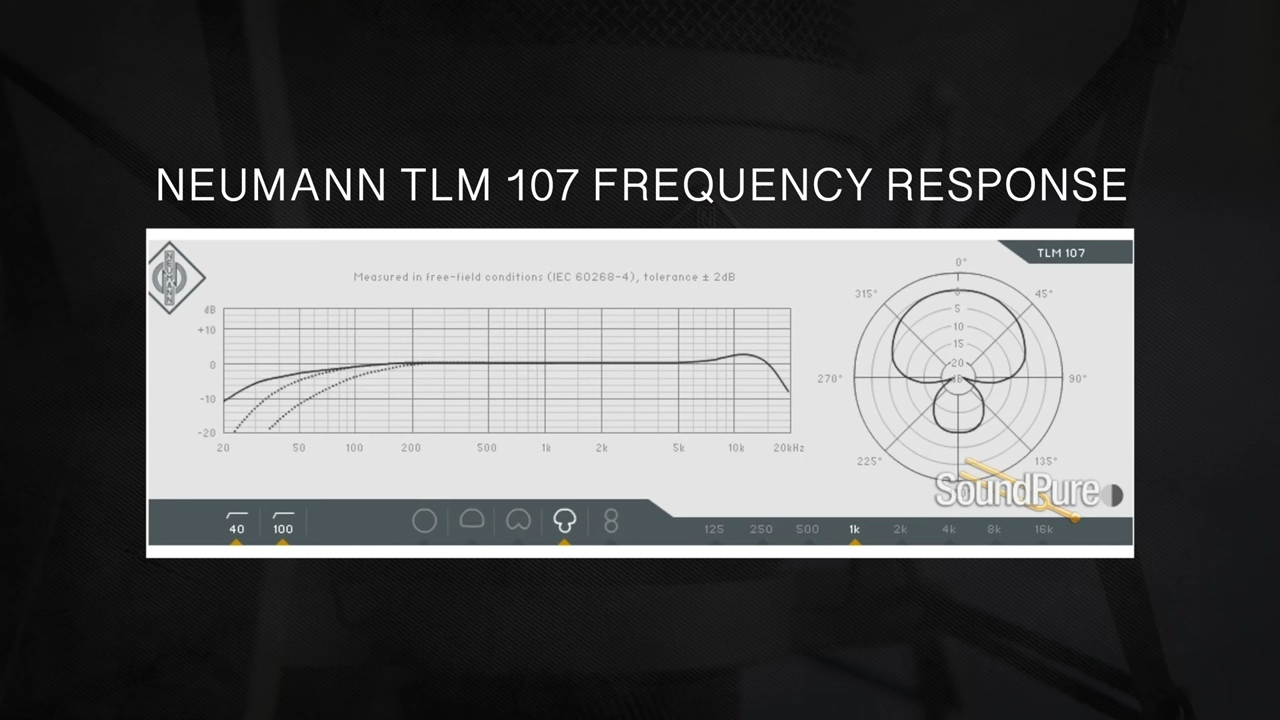 NEUMANN TLM 107 FREQUENCY RESPONSE
NEUMANN
Measured in free-field conditions (IEC 60268-4), tolerance ± 2dB
TLM 107
dB
+10
0
-10
-20
20 50 100 200 500 1k 2k 5k 10k 20kHz
0°
315° 45°
0
5
10
15
20
dB
270° 90°
225° 135°
SoundPure
40 100
125 250 500 1k 2k 4k 8k 16k